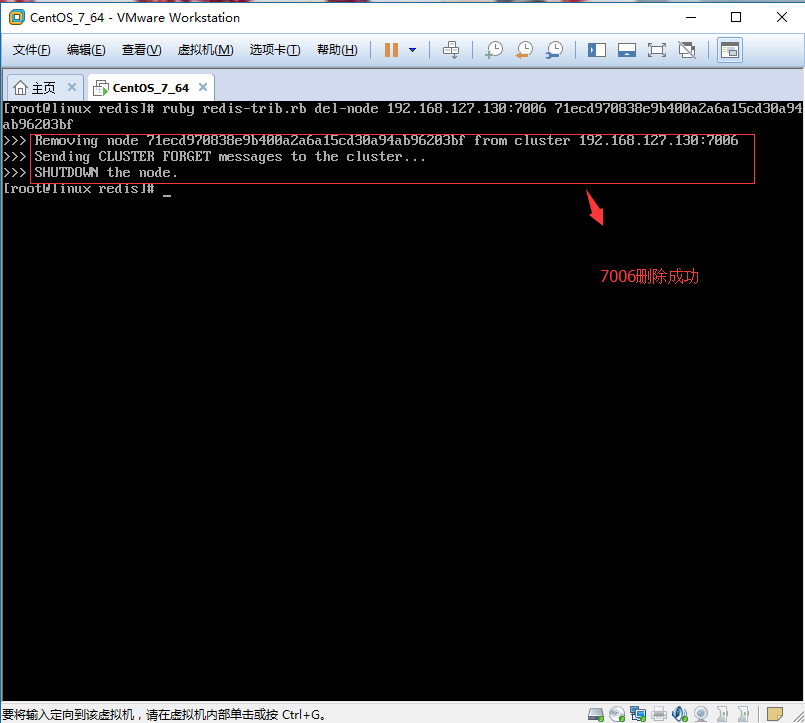 CentOS_7_64 - VMware Workstation
文件(F) 编辑(E) 查看(V) 虚拟机(M) 选项卡(T) 帮助(H)
主页 CentOS_7_64
[root@linux redis]# ruby redis-trib.rb del-node 192.168.127.130:7006 71ecd970838e9b400a2a6a15cd30a94
ab96203bf
>>> Removing node 71ecd970838e9b400a2a6a15cd30a94ab96203bf from cluster 192.168.127.130:7006
>>> Sending CLUSTER FORGET messages to the cluster...
>>> SHUTDOWN the node.
[root@linux redis]# _
7006删除成功
要将输入定向到该虚拟机，请在虚拟机内部单击或按 Ctrl+G。